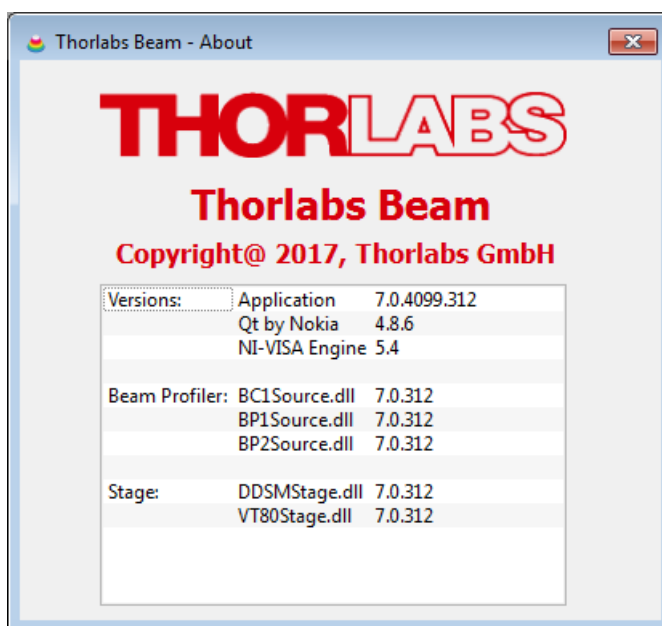 Thorlabs Beam - About
THORLABS
Thorlabs Beam
Copyright@ 2017, Thorlabs GmbH
Versions: Application 7.0.4099.312
Qt by Nokia 4.8.6
NI-VISA Engine 5.4
Beam Profiler: BC1Source.dll 7.0.312
BP1Source.dll 7.0.312
BP2Source.dll 7.0.312
Stage: DDSMStage.dll 7.0.312
VT80Stage.dll 7.0.312